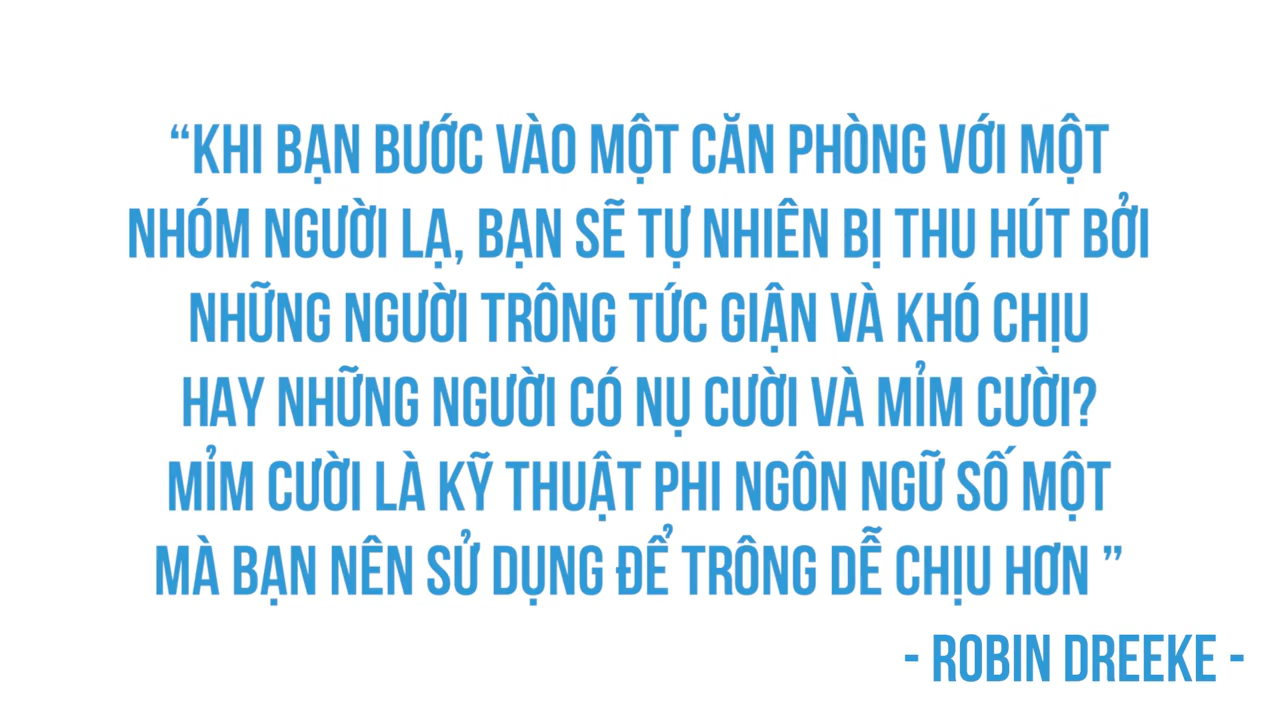 “KHI BẠN BƯỚC VÀO MỘT CĂN PHÒNG VỚI MỘT
NHÓM NGƯỜI LẠ, BẠN SẼ TỰ NHIÊN BỊ THU HÚT BỞI
NHỮNG NGƯỜI TRÔNG TỨC GIẬN VÀ KHÓ CHỊU
HAY NHỮNG NGƯỜI CÓ NỤ CƯỜI VÀ MỈM CƯỜI?
MỈM CƯỜI LÀ KỸ THUẬT PHI NGÔN NGỮ SỐ MỘT
MÀ BẠN NÊN SỬ DỤNG ĐỂ TRÔNG DỄ CHỊU HƠN ”
- ROBIN DREEKE -